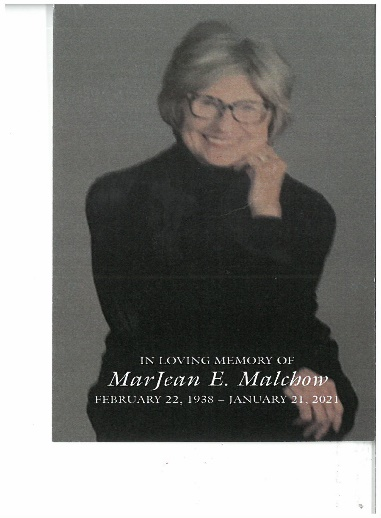 IN LOVING MEMORY OF
MarJean E. Malchow
FEBRUARY 22, 1938 – JANUARY 21, 2021